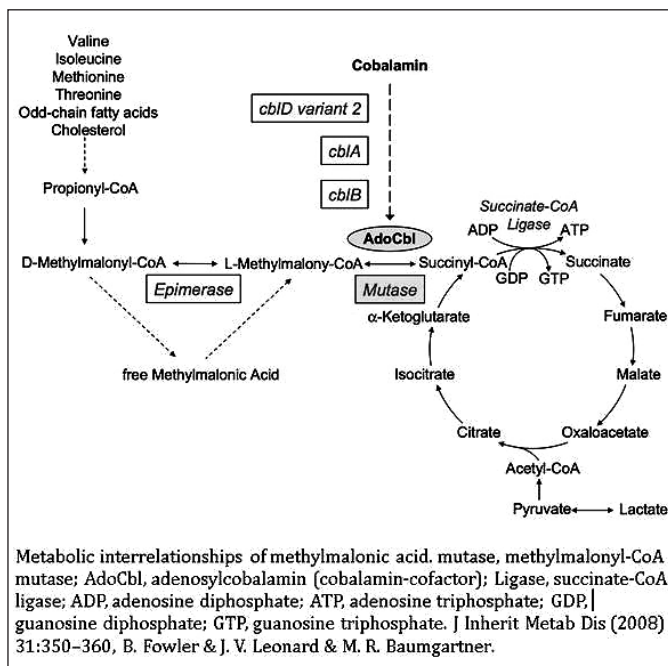 Valine
Isoleucine
Methionine
Threonine
Odd-chain fatty acids
Cholesterol
Cobalamin
cblD variant 2
cblA
cblB
Propionyl-CoA
AdoCbl
Succinate-CoA
Ligase
ADP
ATP
D-Methylmalonyl-CoA
L-Methylmalony-CoA
Succinyl-CoA
Succinate
GDP
GTP
Epimerase
Mutase
α-Ketoglutarate
Fumarate
free Methylmalonic Acid
Isocitrate
Malate
Citrate
Oxaloacetate
Acetyl-CoA
Pyruvate
Lactate
Metabolic interrelationships of methylmalonic acid. mutase, methylmalonyl-CoA
mutase; AdoCbl, adenosylcobalamin (cobalamin-cofactor); Ligase, succinate-CoA
ligase; ADP, adenosine diphosphate; ATP, adenosine triphosphate; GDP,
guanosine diphosphate; GTP, guanosine triphosphate. J Inherit Metab Dis (2008)
31:350–360, B. Fowler & J. V. Leonard & M. R. Baumgartner.